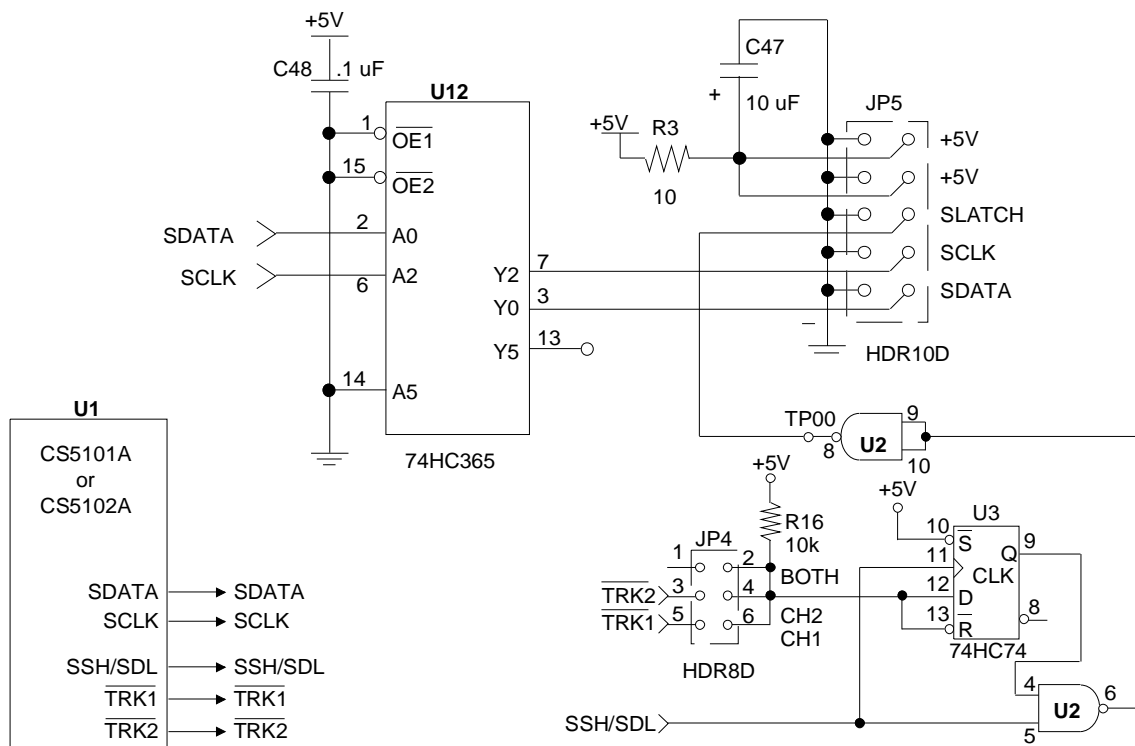 +5V
C48 .1 uF
U12
1 OE1
15 OE2
SDATA 2 A0
SCLK 6 A2
Y2 7
Y0 3
Y5 13
14 A5
74HC365
C47
+ 10 uF
+5V R3
10
JP5
+5V
+5V
SLATCH
SCLK
SDATA
HDR10D
U1
CS5101A
or
CS5102A
SDATA SDATA
SCLK SCLK
SSH/SDL SSH/SDL
TRK1 TRK1
TRK2 TRK2
TP00
8 U2 9
10
+5V
R16
10k
JP4
1 2 BOTH
TRK2 3 4 CH2
TRK1 5 6 CH1
HDR8D
+5V
U3
10 S
11 CLK
12 D
13 R
Q 9
8
74HC74
SSH/SDL
4
5
U2 6